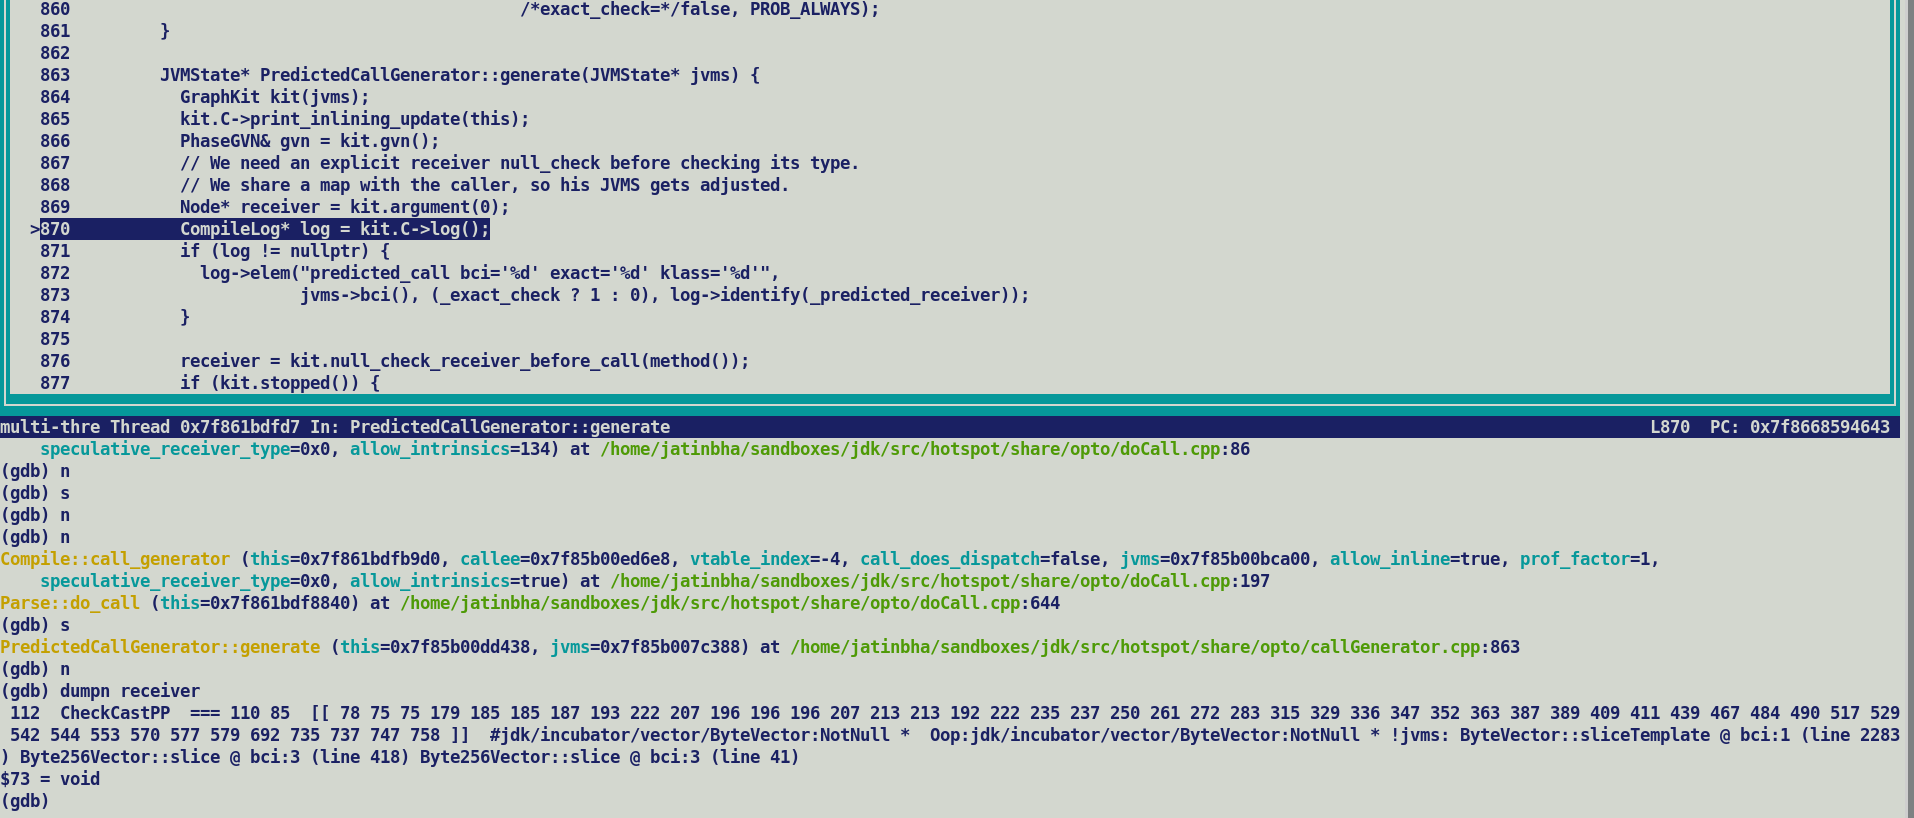 860                                             /*exact_check=*/false, PROB_ALWAYS);
861         }
862
863         JVMState* PredictedCallGenerator::generate(JVMState* jvms) {
864           GraphKit kit(jvms);
865           kit.C->print_inlining_update(this);
866           PhaseGVN& gvn = kit.gvn();
867           // We need an explicit receiver null_check before checking its type.
868           // We share a map with the caller, so his JVMS gets adjusted.
869           Node* receiver = kit.argument(0);
>870           CompileLog* log = kit.C->log();
871           if (log != nullptr) {
872             log->elem("predicted_call bci='%d' exact='%d' klass='%d'",
873                       jvms->bci(), (_exact_check ? 1 : 0), log->identify(_predicted_receiver));
874           }
875
876           receiver = kit.null_check_receiver_before_call(method());
877           if (kit.stopped()) {
multi-thre Thread 0x7f861bdfd7 In: PredictedCallGenerator::generate                                                  L870  PC: 0x7f8668594643
    speculative_receiver_type=0x0, allow_intrinsics=134) at /home/jatinbha/sandboxes/jdk/src/hotspot/share/opto/doCall.cpp:86
(gdb) n
(gdb) s
(gdb) n
(gdb) n
Compile::call_generator (this=0x7f861bdfb9d0, callee=0x7f85b00ed6e8, vtable_index=-4, call_does_dispatch=false, jvms=0x7f85b00bca00, allow_inline=true, prof_factor=1,
    speculative_receiver_type=0x0, allow_intrinsics=true) at /home/jatinbha/sandboxes/jdk/src/hotspot/share/opto/doCall.cpp:197
Parse::do_call (this=0x7f861bdf8840) at /home/jatinbha/sandboxes/jdk/src/hotspot/share/opto/doCall.cpp:644
(gdb) s
PredictedCallGenerator::generate (this=0x7f85b00dd438, jvms=0x7f85b007c388) at /home/jatinbha/sandboxes/jdk/src/hotspot/share/opto/callGenerator.cpp:863
(gdb) n
(gdb) dumpn receiver
 112  CheckCastPP  === 110 85  [[ 78 75 75 179 185 185 187 193 222 207 196 196 196 207 213 213 192 222 235 237 250 261 272 283 315 329 336 347 352 363 387 389 409 411 439 467 484 490 517 529
 542 544 553 570 577 579 692 735 737 747 758 ]]  #jdk/incubator/vector/ByteVector:NotNull *  Oop:jdk/incubator/vector/ByteVector:NotNull * !jvms: ByteVector::sliceTemplate @ bci:1 (line 2283
) Byte256Vector::slice @ bci:3 (line 418) Byte256Vector::slice @ bci:3 (line 41)
$73 = void
(gdb)